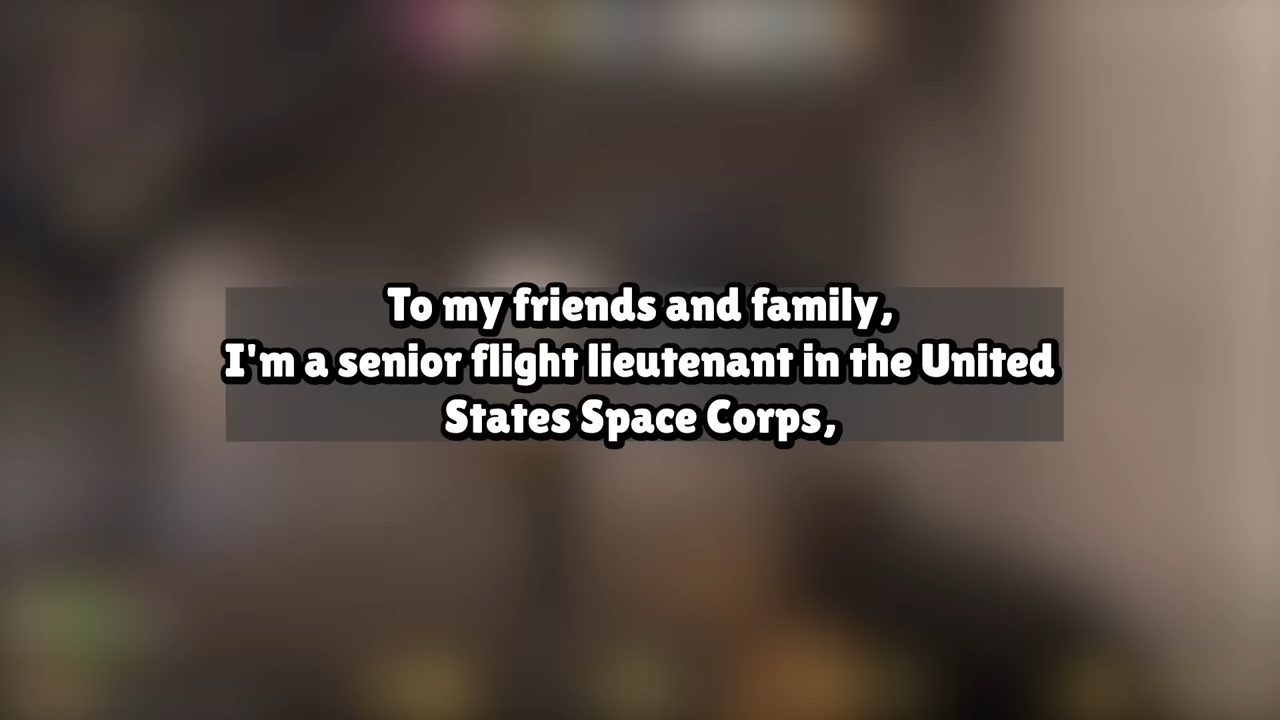 To my friends and family,
I'm a senior flight lieutenant in the United
States Space Corps,